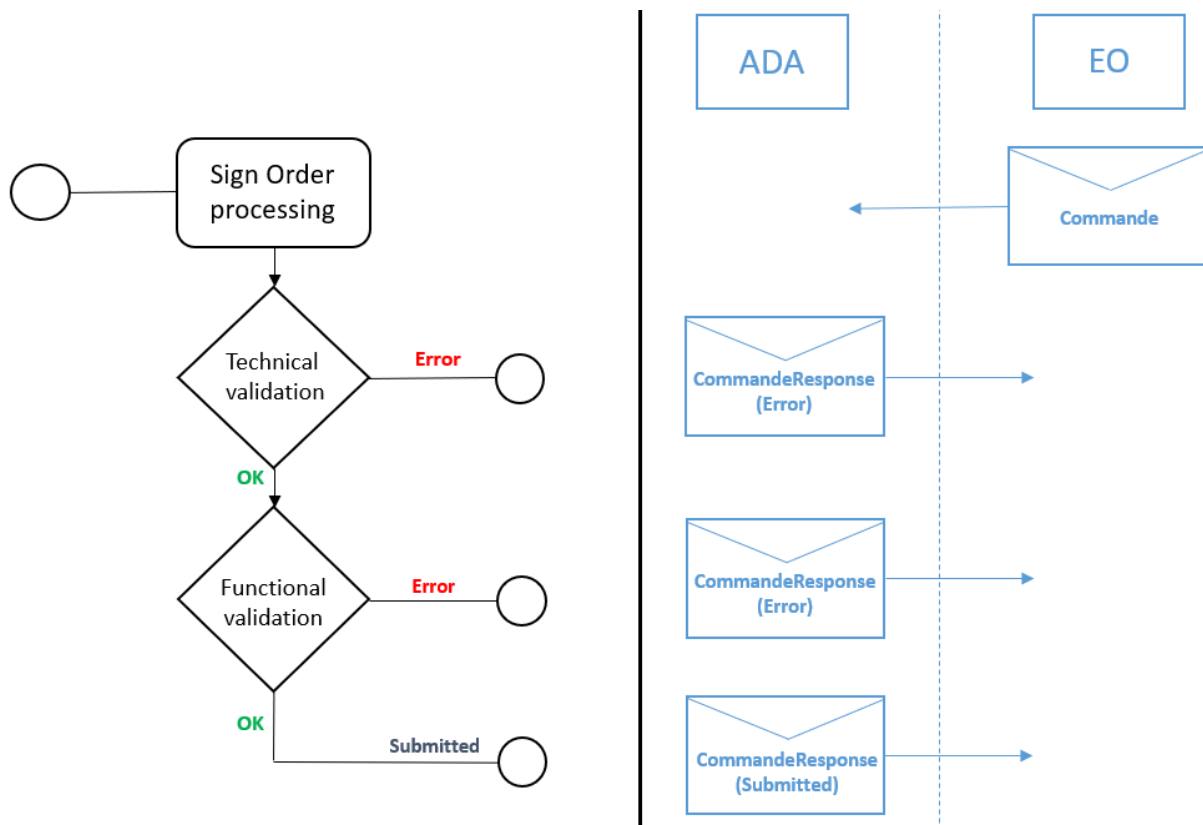 Sign Order
processing
Technical
validation
Error
OK
Functional
validation
Error
OK
Submitted
ADA
EO
Commande
CommandeResponse
(Error)
CommandeResponse
(Error)
CommandeResponse
(Submitted)